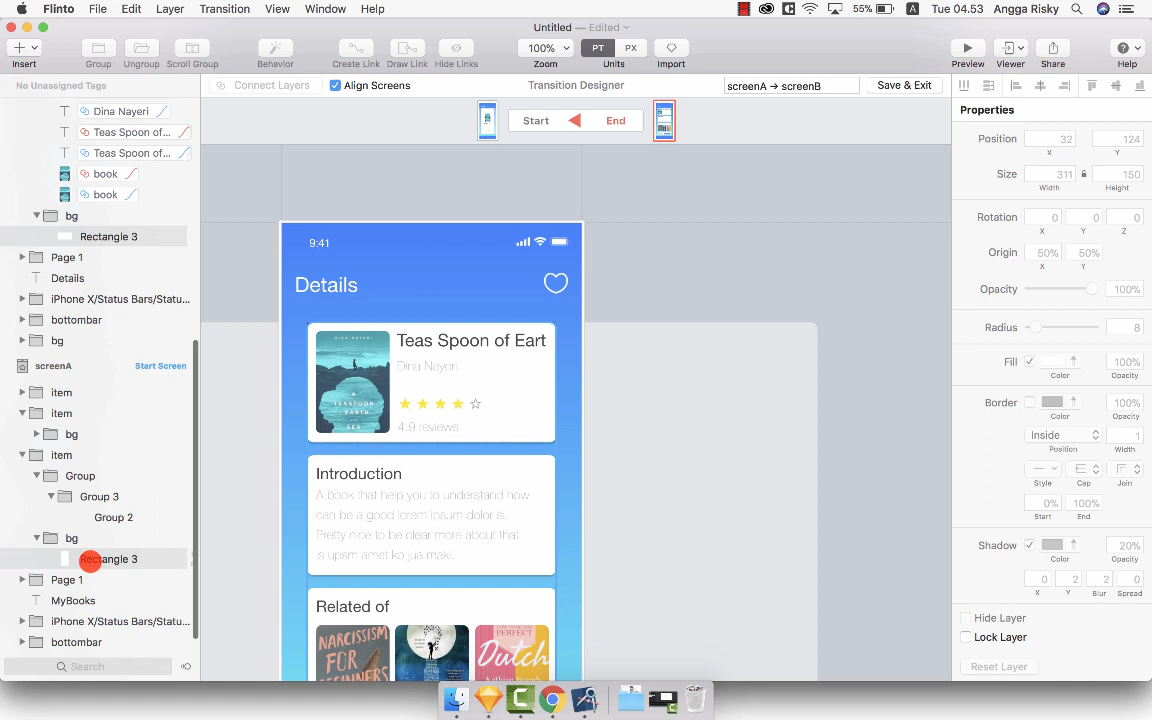 Flinto File Edit Layer Transition View Window Help 55% A Tue 04.53 Angga Risky
Untitled — Edited
Insert Group Ungroup Scroll Group Behavior Create Link Draw Link Hide Links 100% Zoom PT PX Units Import Preview Viewer Share Help
No Unassigned Tags
Connect Layers Align Screens Transition Designer screenA → screenB Save & Exit
Start End
Dina Nayeri
Teas Spoon of...
Teas Spoon of...
book
book
bg
Rectangle 3
Page 1
Details
iPhone X/Status Bars/Statu...
bottombar
bg
screenA Start Screen
item
item
bg
item
Group
Group 3
Group 2
bg
Rectangle 3
Page 1
MyBooks
iPhone X/Status Bars/Statu...
bottombar
Search
9:41
Details
DINA NAYERI
A
TEASPOON
EARTH
SEA
Teas Spoon of Eart
Dina Nayeri
4.9 reviews
Introduction
A book that help you to understand how
can be a good lorem ipsum dolor si.
Pretty nice to be clear more about that
is upsm amet ko jua maki.
Related of
NARCISSISM
FOR
BEGINNERS
PERFECT
Dutch
Properties
Position 32 124
X Y
Size 311 150
Width Height
Rotation 0 0 0
X Y Z
Origin 50% 50%
X Y
Opacity 100%
Radius 8
Fill 100%
Color Opacity
Border 100%
Color Opacity
Inside 1
Position Width
Style Cap Join
0% 100%
Start End
Shadow 20%
Color Opacity
0 2 2 0
X Y Blur Spread
Hide Layer
Lock Layer
Reset Layer